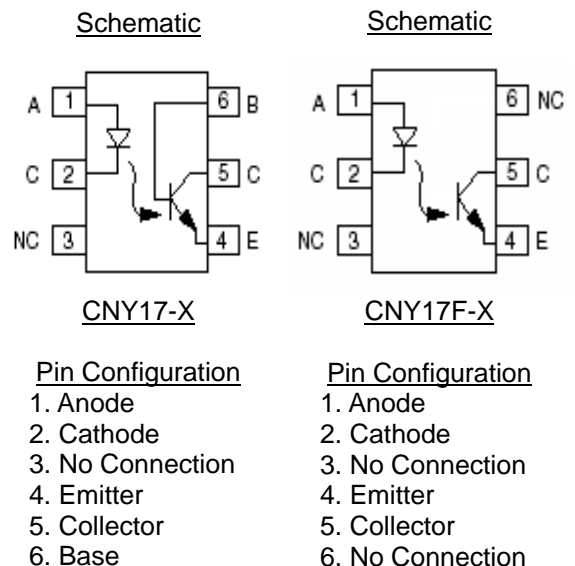 Schematic
A 1 6 B
C 2 5 C
NC 3 4 E
CNY17-X
Pin Configuration
1. Anode
2. Cathode
3. No Connection
4. Emitter
5. Collector
6. Base
Schematic
A 1 6 NC
C 2 5 C
NC 3 4 E
CNY17F-X
Pin Configuration
1. Anode
2. Cathode
3. No Connection
4. Emitter
5. Collector
6. No Connection